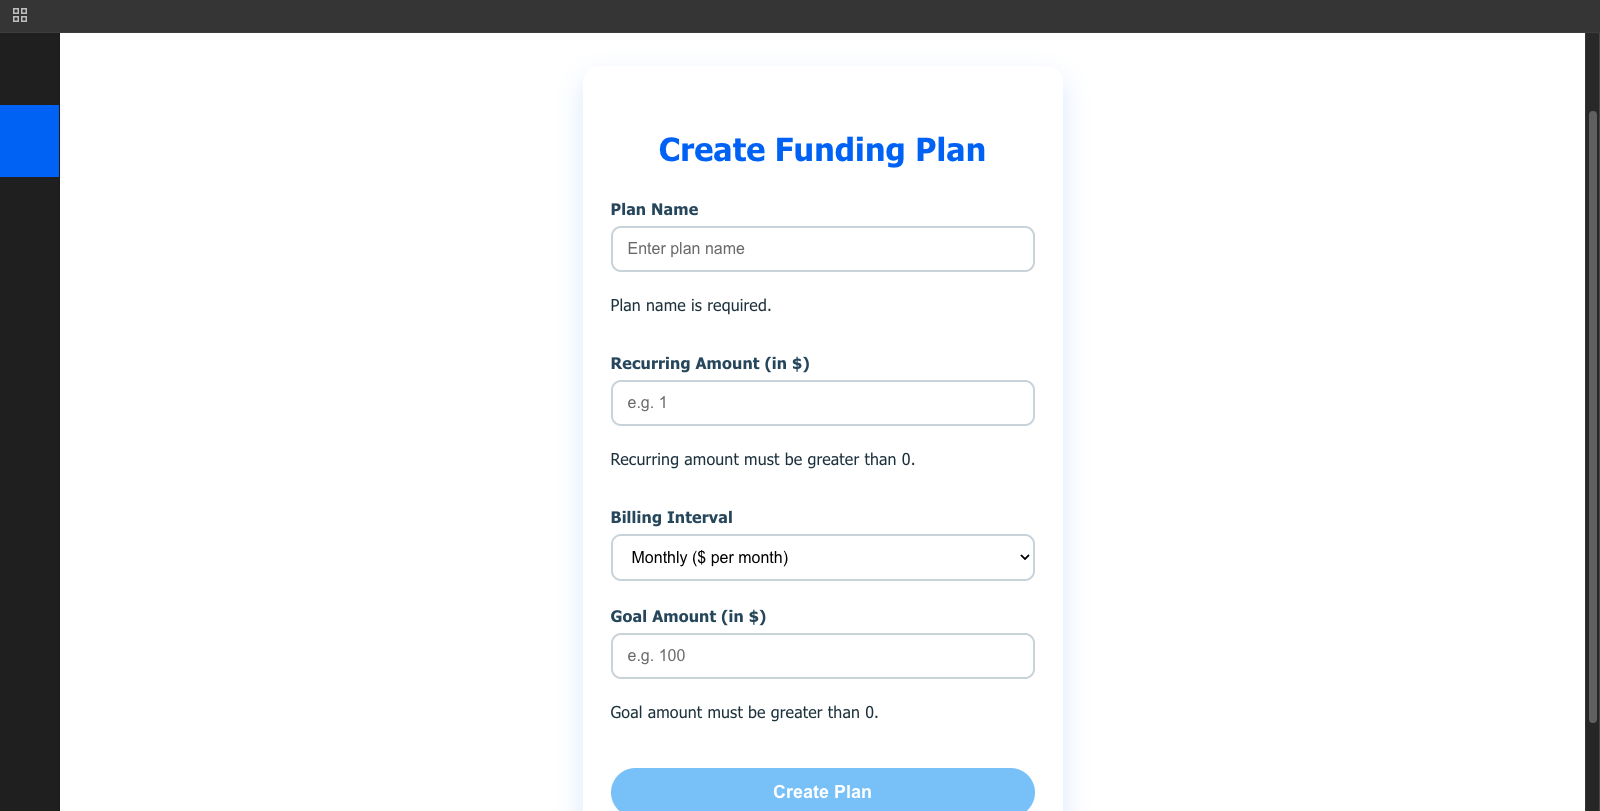 Create Funding Plan
Plan Name
Enter plan name
Plan name is required.
Recurring Amount (in $)
e.g. 1
Recurring amount must be greater than 0.
Billing Interval
Monthly ($ per month)
Goal Amount (in $)
e.g. 100
Goal amount must be greater than 0.
Create Plan